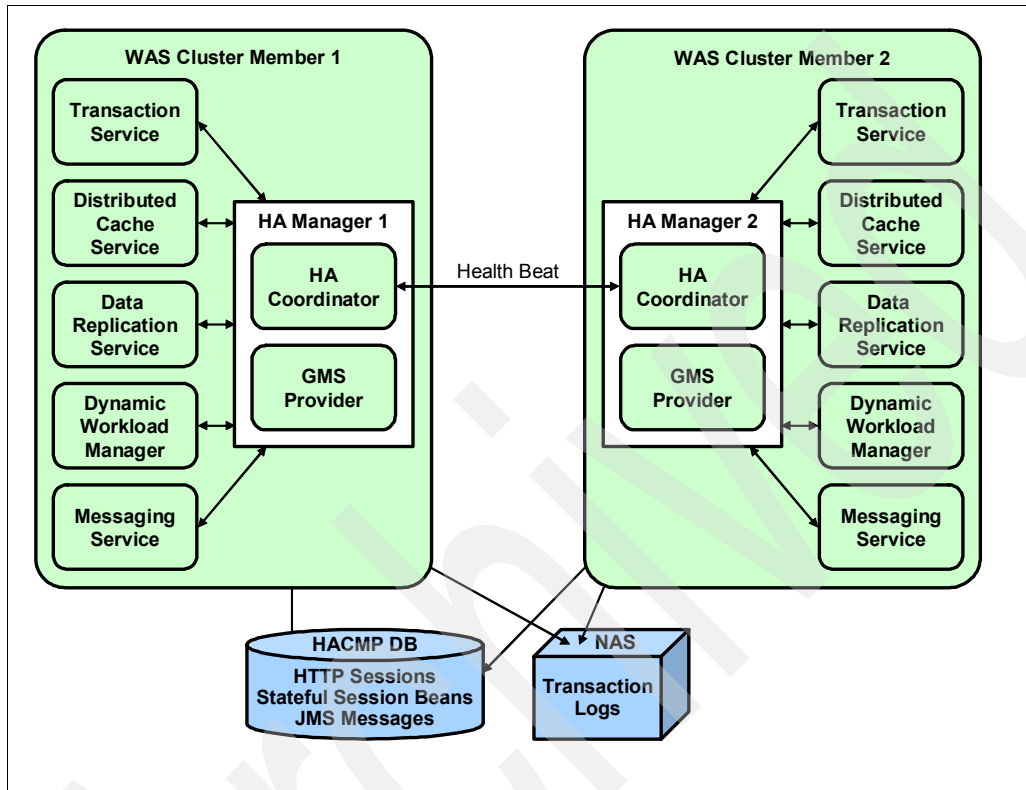 WAS Cluster Member 1
Transaction
Service
Distributed
Cache
Service
Data
Replication
Service
Dynamic
Workload
Manager
Messaging
Service
HA Manager 1
HA
Coordinator
GMS
Provider
Health Beat
WAS Cluster Member 2
HA Manager 2
HA
Coordinator
GMS
Provider
Transaction
Service
Distributed
Cache
Service
Data
Replication
Service
Dynamic
Workload
Manager
Messaging
Service
HACMP DB
HTTP Sessions
Stateful Session Beans
JMS Messages
NAS
Transaction
Logs